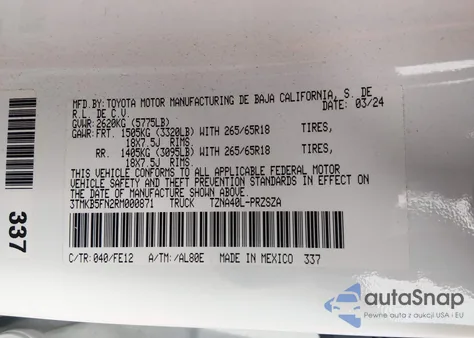 MFD.BY:TOYOTA MOTOR MANUFACTURING DE BAJA CALIFORNIA, S. DE
R.L. DE C.V. DATE: 03/24
GVWR:2620KG (5775LB)
GAWR:FRT. 1505KG (3320LB) WITH 265/65R18 TIRES,
18X7.5J RIMS.
RR. 1405KG (3095LB) WITH 265/65R18 TIRES,
18X7.5J RIMS.
THIS VEHICLE CONFORMS TO ALL APPLICABLE FEDERAL MOTOR
VEHICLE SAFETY AND THEFT PREVENTION STANDARDS IN EFFECT
ON THE DATE OF MANUFACTURE SHOWN ABOVE.
3TMKB5FN2RM000871 TRUCK TZNA40L-PRZSZA
C/TR:040/FE12 A/TM:/AL80E MADE IN MEXICO 337
337
autoSnap
Top auctions USA - EU